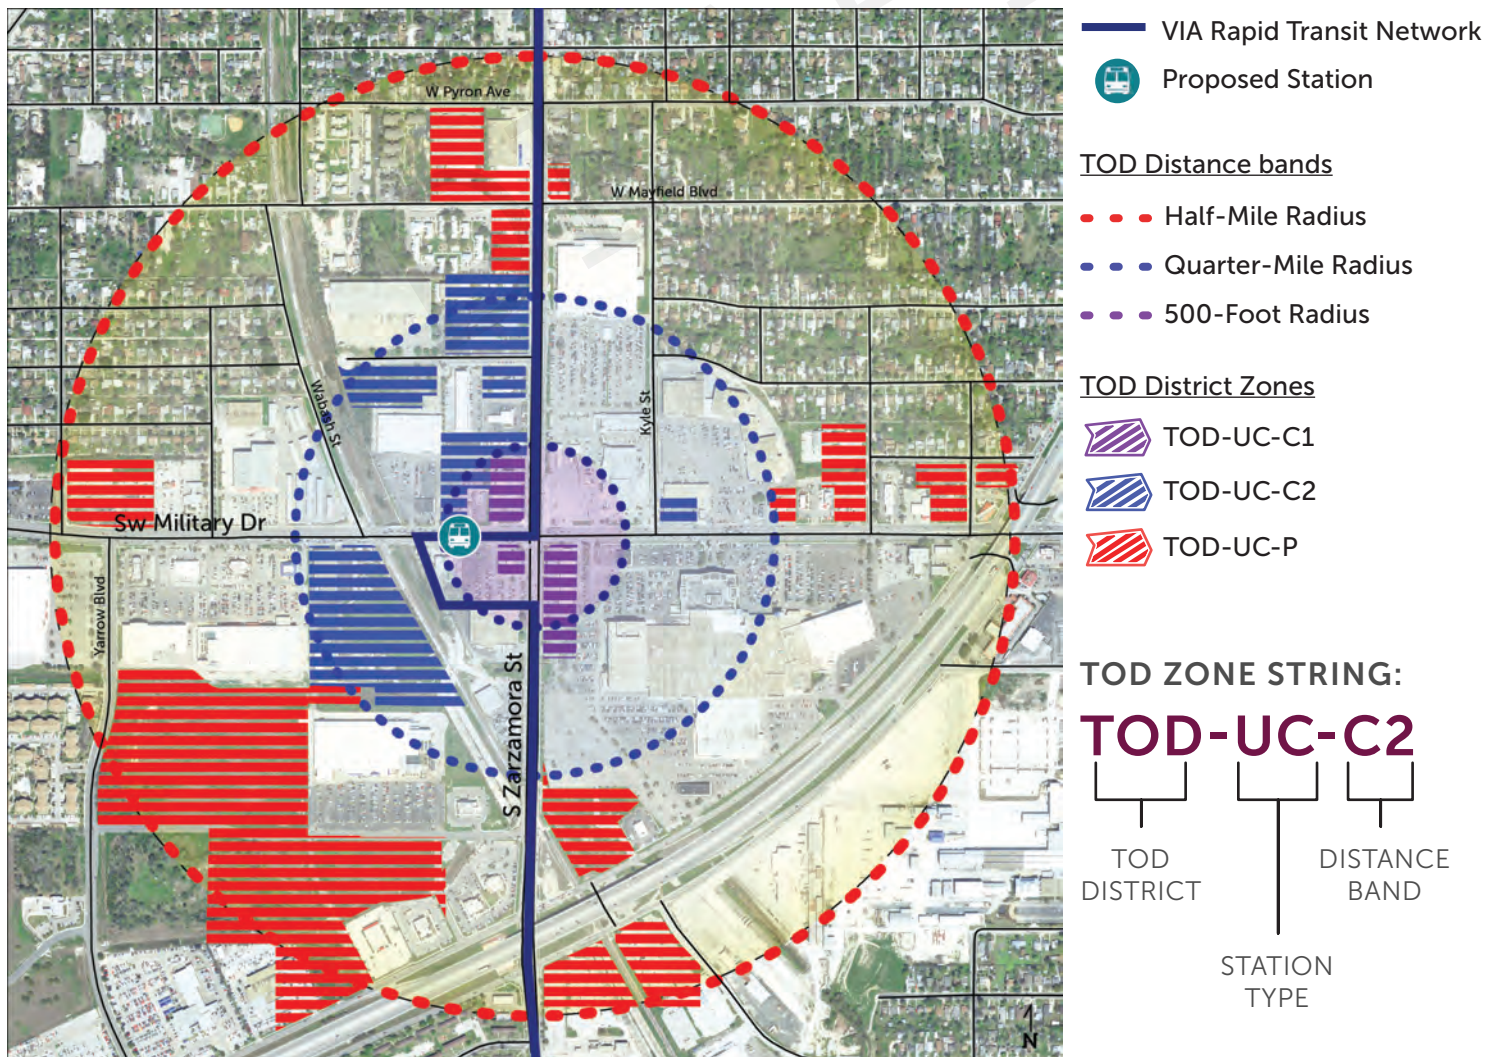 W Pyron Ave
W Mayfield Blvd
Wabash St
Kyle St
Sw Military Dr
Yarrow Blvd
S Zarzamora St
N
VIA Rapid Transit Network
Proposed Station
TOD Distance bands
Half-Mile Radius
Quarter-Mile Radius
500-Foot Radius
TOD District Zones
TOD-UC-C1
TOD-UC-C2
TOD-UC-P
TOD ZONE STRING:
TOD-UC-C2
TOD
DISTRICT
DISTANCE
BAND
STATION
TYPE